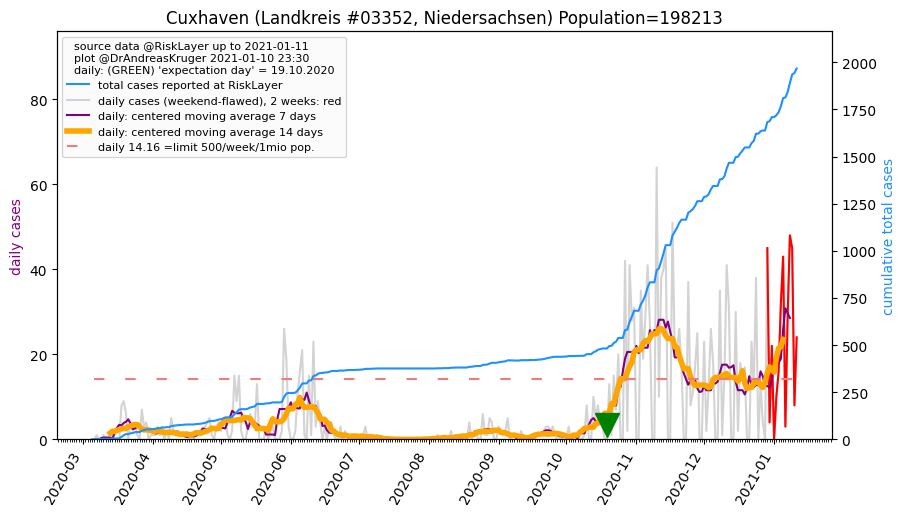 Cuxhaven (Landkreis #03352, Niedersachsen) Population=198213
source data @RiskLayer up to 2021-01-11
plot @DrAndreasKruger 2021-01-10 23:30
daily: (GREEN) 'expectation day' = 19.10.2020
total cases reported at RiskLayer
daily cases (weekend-flawed), 2 weeks: red
daily: centered moving average 7 days
daily: centered moving average 14 days
daily 14.16 =limit 500/week/1mio pop.
daily cases
80
60
40
20
0
cumulative total cases
2000
1750
1500
1250
1000
750
500
250
0
2020-03
2020-04
2020-05
2020-06
2020-07
2020-08
2020-09
2020-10
2020-11
2020-12
2021-01